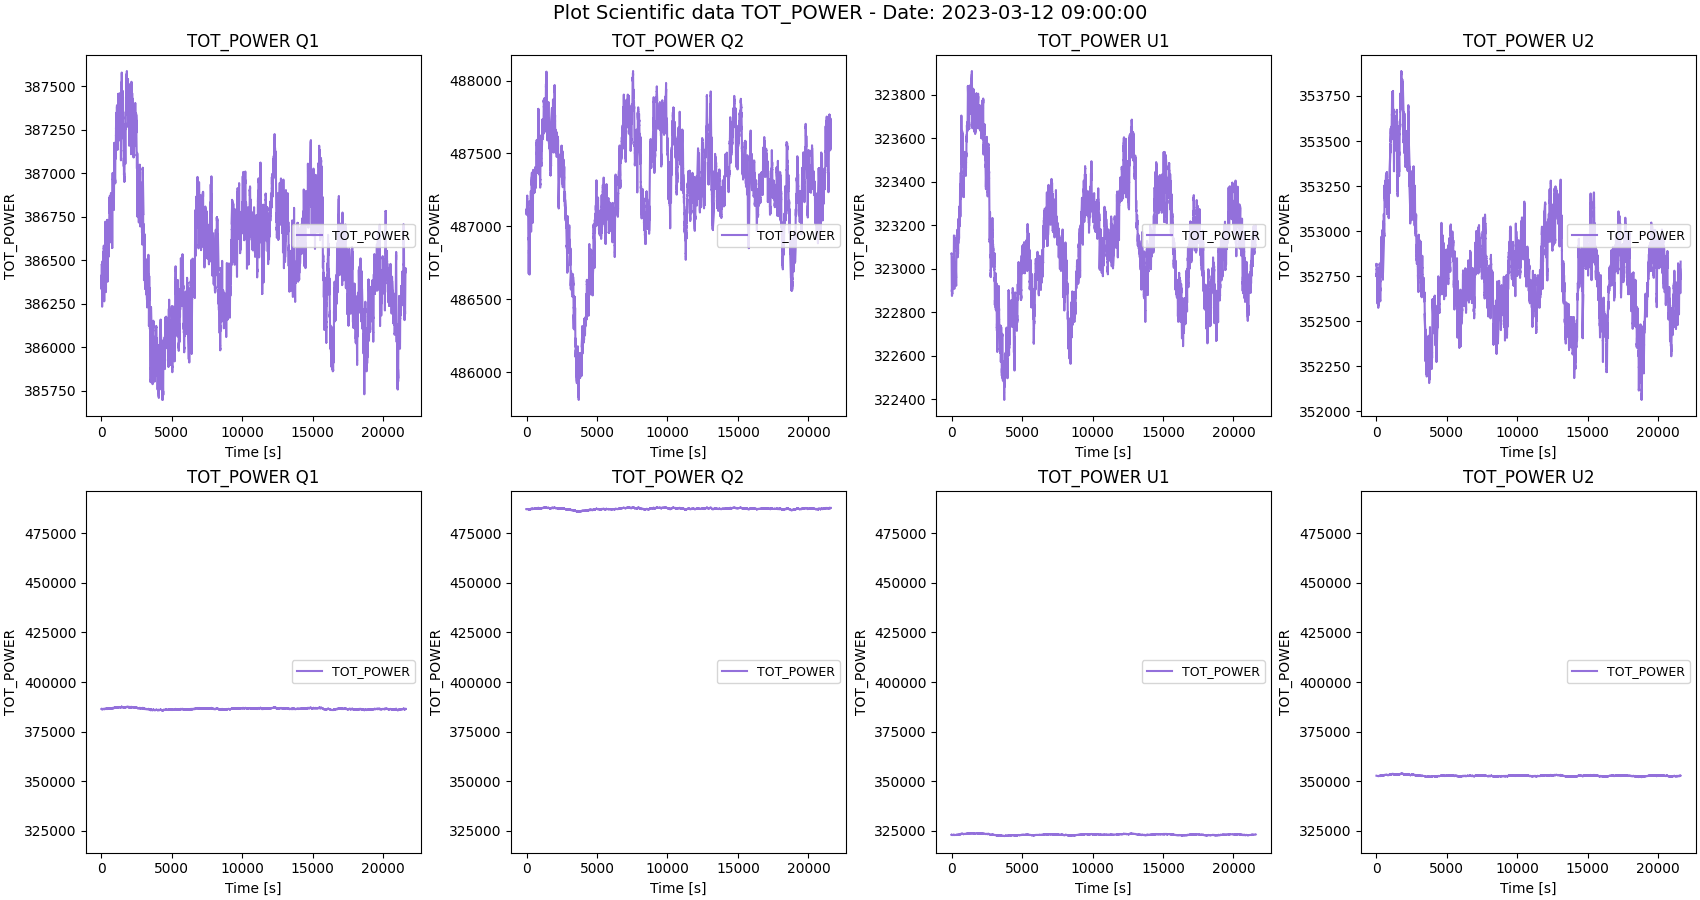 Plot Scientific data TOT_POWER - Date: 2023-03-12 09:00:00
TOT_POWER Q1
TOT_POWER
387500
387250
387000
386750
386500
386250
386000
385750
TOT_POWER
0 5000 10000 15000 20000
Time [s]
TOT_POWER Q2
TOT_POWER
488000
487500
487000
486500
486000
TOT_POWER
0 5000 10000 15000 20000
Time [s]
TOT_POWER U1
TOT_POWER
323800
323600
323400
323200
323000
322800
322600
322400
TOT_POWER
0 5000 10000 15000 20000
Time [s]
TOT_POWER U2
TOT_POWER
353750
353500
353250
353000
352750
352500
352250
352000
TOT_POWER
0 5000 10000 15000 20000
Time [s]
TOT_POWER Q1
TOT_POWER
475000
450000
425000
400000
375000
350000
325000
TOT_POWER
0 5000 10000 15000 20000
Time [s]
TOT_POWER Q2
TOT_POWER
475000
450000
425000
400000
375000
350000
325000
TOT_POWER
0 5000 10000 15000 20000
Time [s]
TOT_POWER U1
TOT_POWER
475000
450000
425000
400000
375000
350000
325000
TOT_POWER
0 5000 10000 15000 20000
Time [s]
TOT_POWER U2
TOT_POWER
475000
450000
425000
400000
375000
350000
325000
TOT_POWER
0 5000 10000 15000 20000
Time [s]